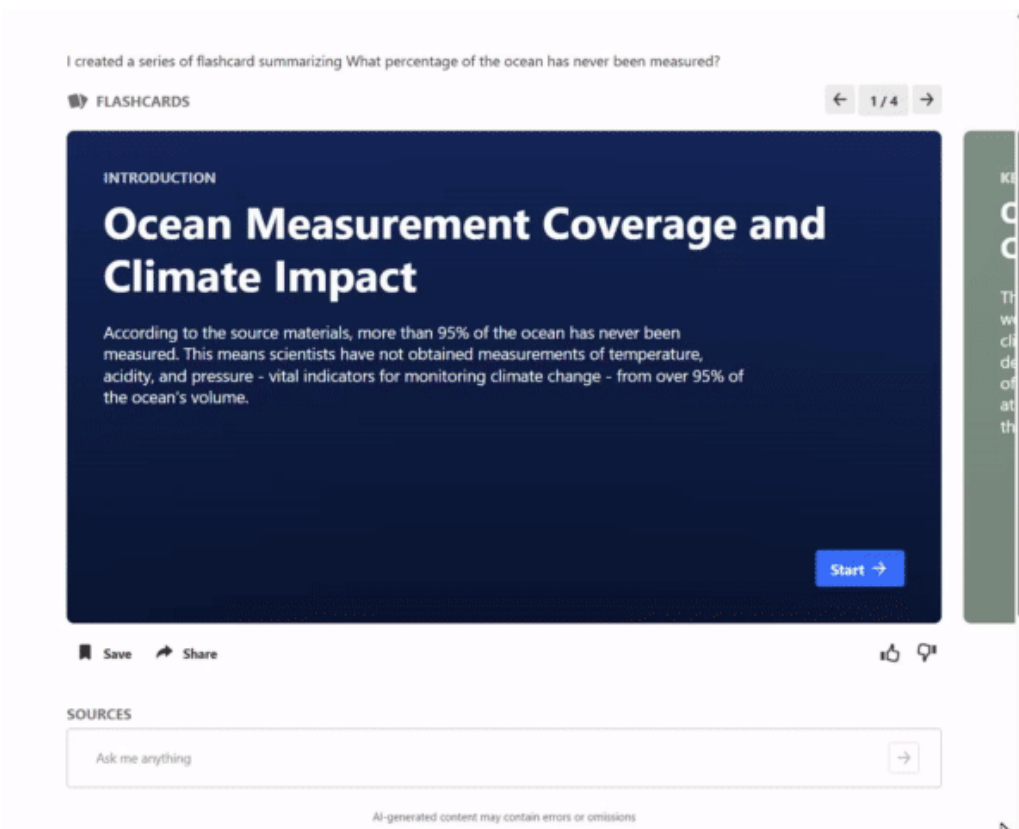 I created a series of flashcard summarizing What percentage of the ocean has never been measured?
FLASHCARDS
1 / 4
INTRODUCTION
Ocean Measurement Coverage and
Climate Impact
According to the source materials, more than 95% of the ocean has never been
measured. This means scientists have not obtained measurements of temperature,
acidity, and pressure - vital indicators for monitoring climate change - from over 95% of
the ocean's volume.
Start
Save
Share
SOURCES
Ask me anything
AI-generated content may contain errors or omissions